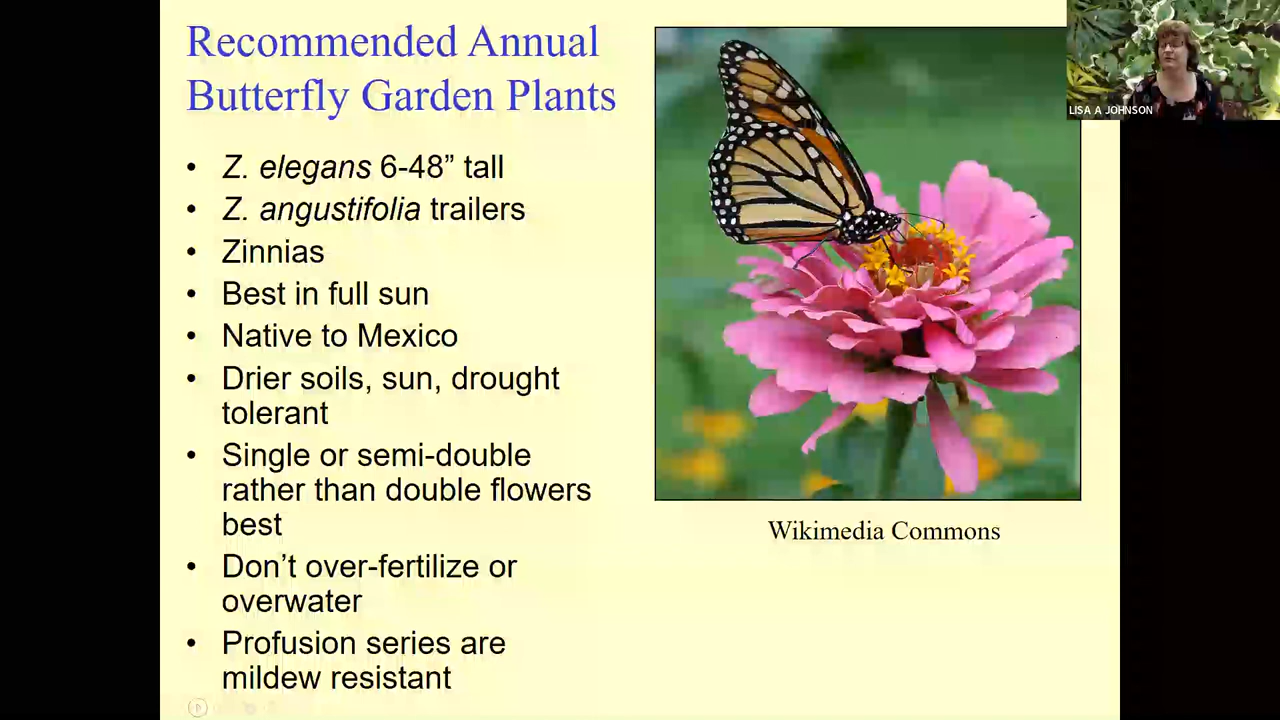 Recommended Annual
Butterfly Garden Plants
• Z. elegans 6-48” tall
• Z. angustifolia trailers
• Zinnias
• Best in full sun
• Native to Mexico
• Drier soils, sun, drought
tolerant
• Single or semi-double
rather than double flowers
best
• Don’t over-fertilize or
overwater
• Profusion series are
mildew resistant
Wikimedia Commons
LISA A JOHNSON